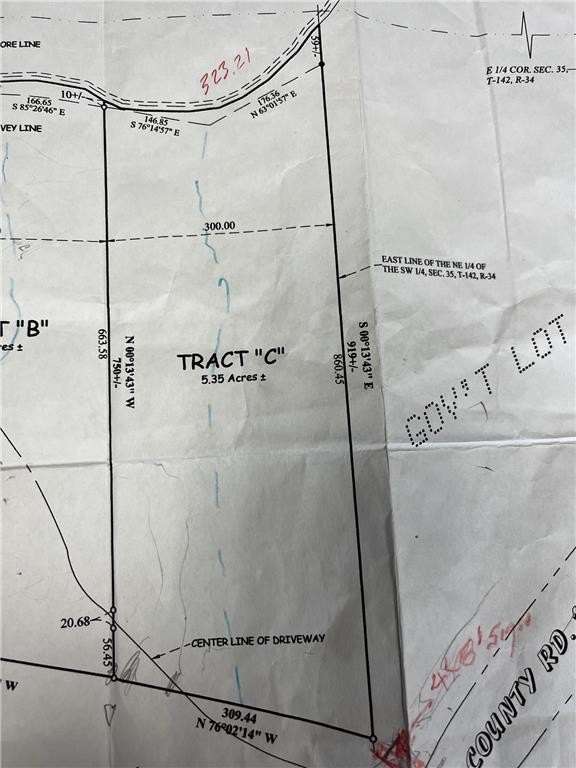 ORE LINE
59+/-
323.21
E 1/4 COR. SEC. 35,
T-142, R-34
10+/-
166.65
S 85°26'46" E
146.85
S 76°14'57" E
176.36
N 63°01'57" E
VEY LINE
300.00
EAST LINE OF THE NE 1/4 OF
THE SW 1/4, SEC. 35, T-142, R-34
T "B"
res ±
663.58
N 00°13'43" W
750+/-
TRACT "C"
5.35 Acres ±
S 00°13'43" E
919+/-
860.45
GOV'T LOT
20.68
56.45
CENTER LINE OF DRIVEWAY
W
309.44
N 76°02'14" W
COUNTY RD.